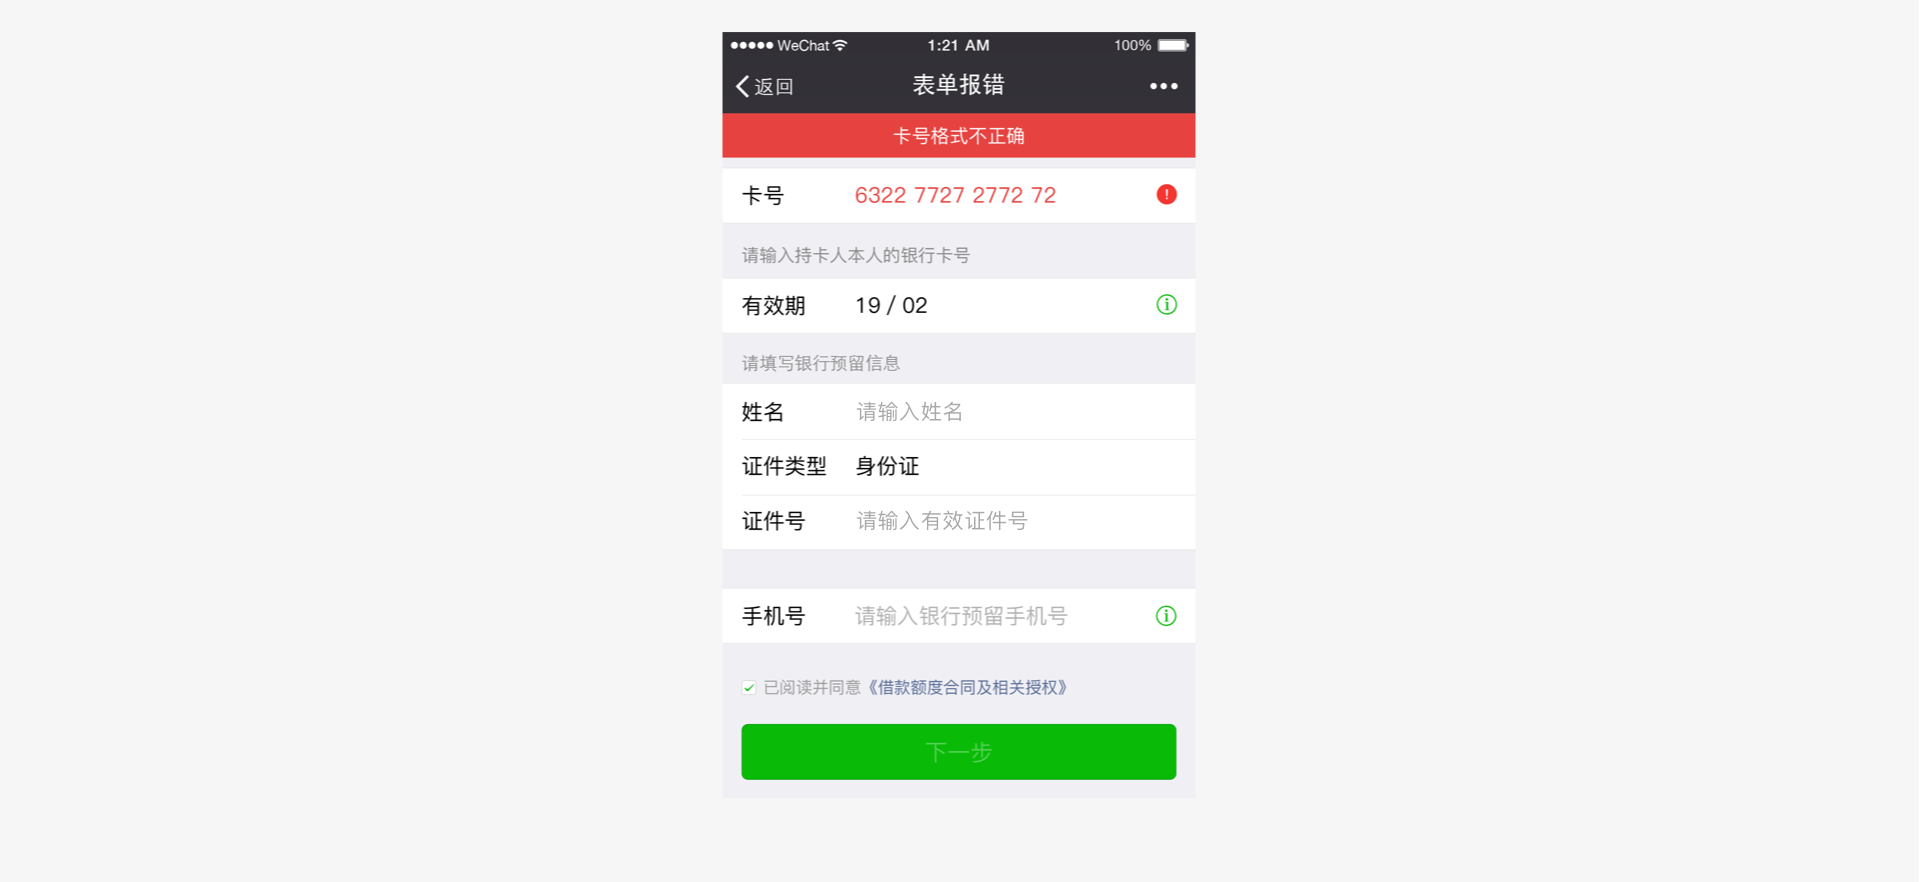 ●●●●● WeChat 1:21 AM 100%
返回 表单报错 •••
卡号格式不正确
卡号 6322 7727 2772 72
请输入持卡人本人的银行卡号
有效期 19 / 02
请填写银行预留信息
姓名 请输入姓名
证件类型 身份证
证件号 请输入有效证件号
手机号 请输入银行预留手机号
已阅读并同意《借款额度合同及相关授权》
下一步